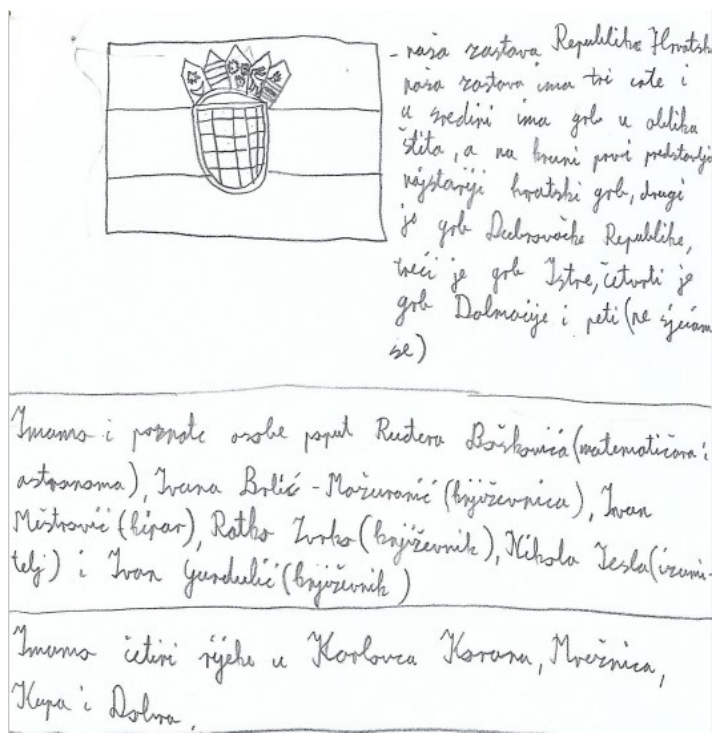 - naša zastava Republike Hrvatske
naša zastava ima tri crte i
u sredini ima grb u obliku
štita, a na kruni prvi predstavlja
najstariji hrvatski grb, drugi
je grb Dubrovačke Republike,
treći je grb Istre, četvrti je
grb Dalmacije i peti (ne sjećam
se)
Imamo i poznate osobe poput Ruđera Boškovića (matematičara i
astronoma), Ivana Brlić - Mažuranić (književnica), Ivan
Meštrović (kipar), Ratko Zvrko (književnik), Nikola Tesla (izumi-
telj) i Ivan Gundulić (književnik)
Imamo četiri rijeke u Karlovca Korana, Mrežnica,
Kupa i Dobra.